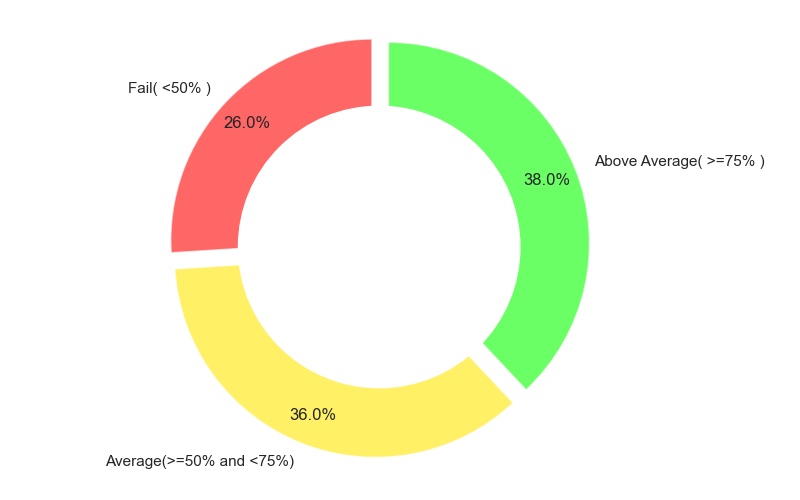 Fail( <50% )
26.0%
Above Average( >=75% )
38.0%
36.0%
Average(>=50% and <75%)